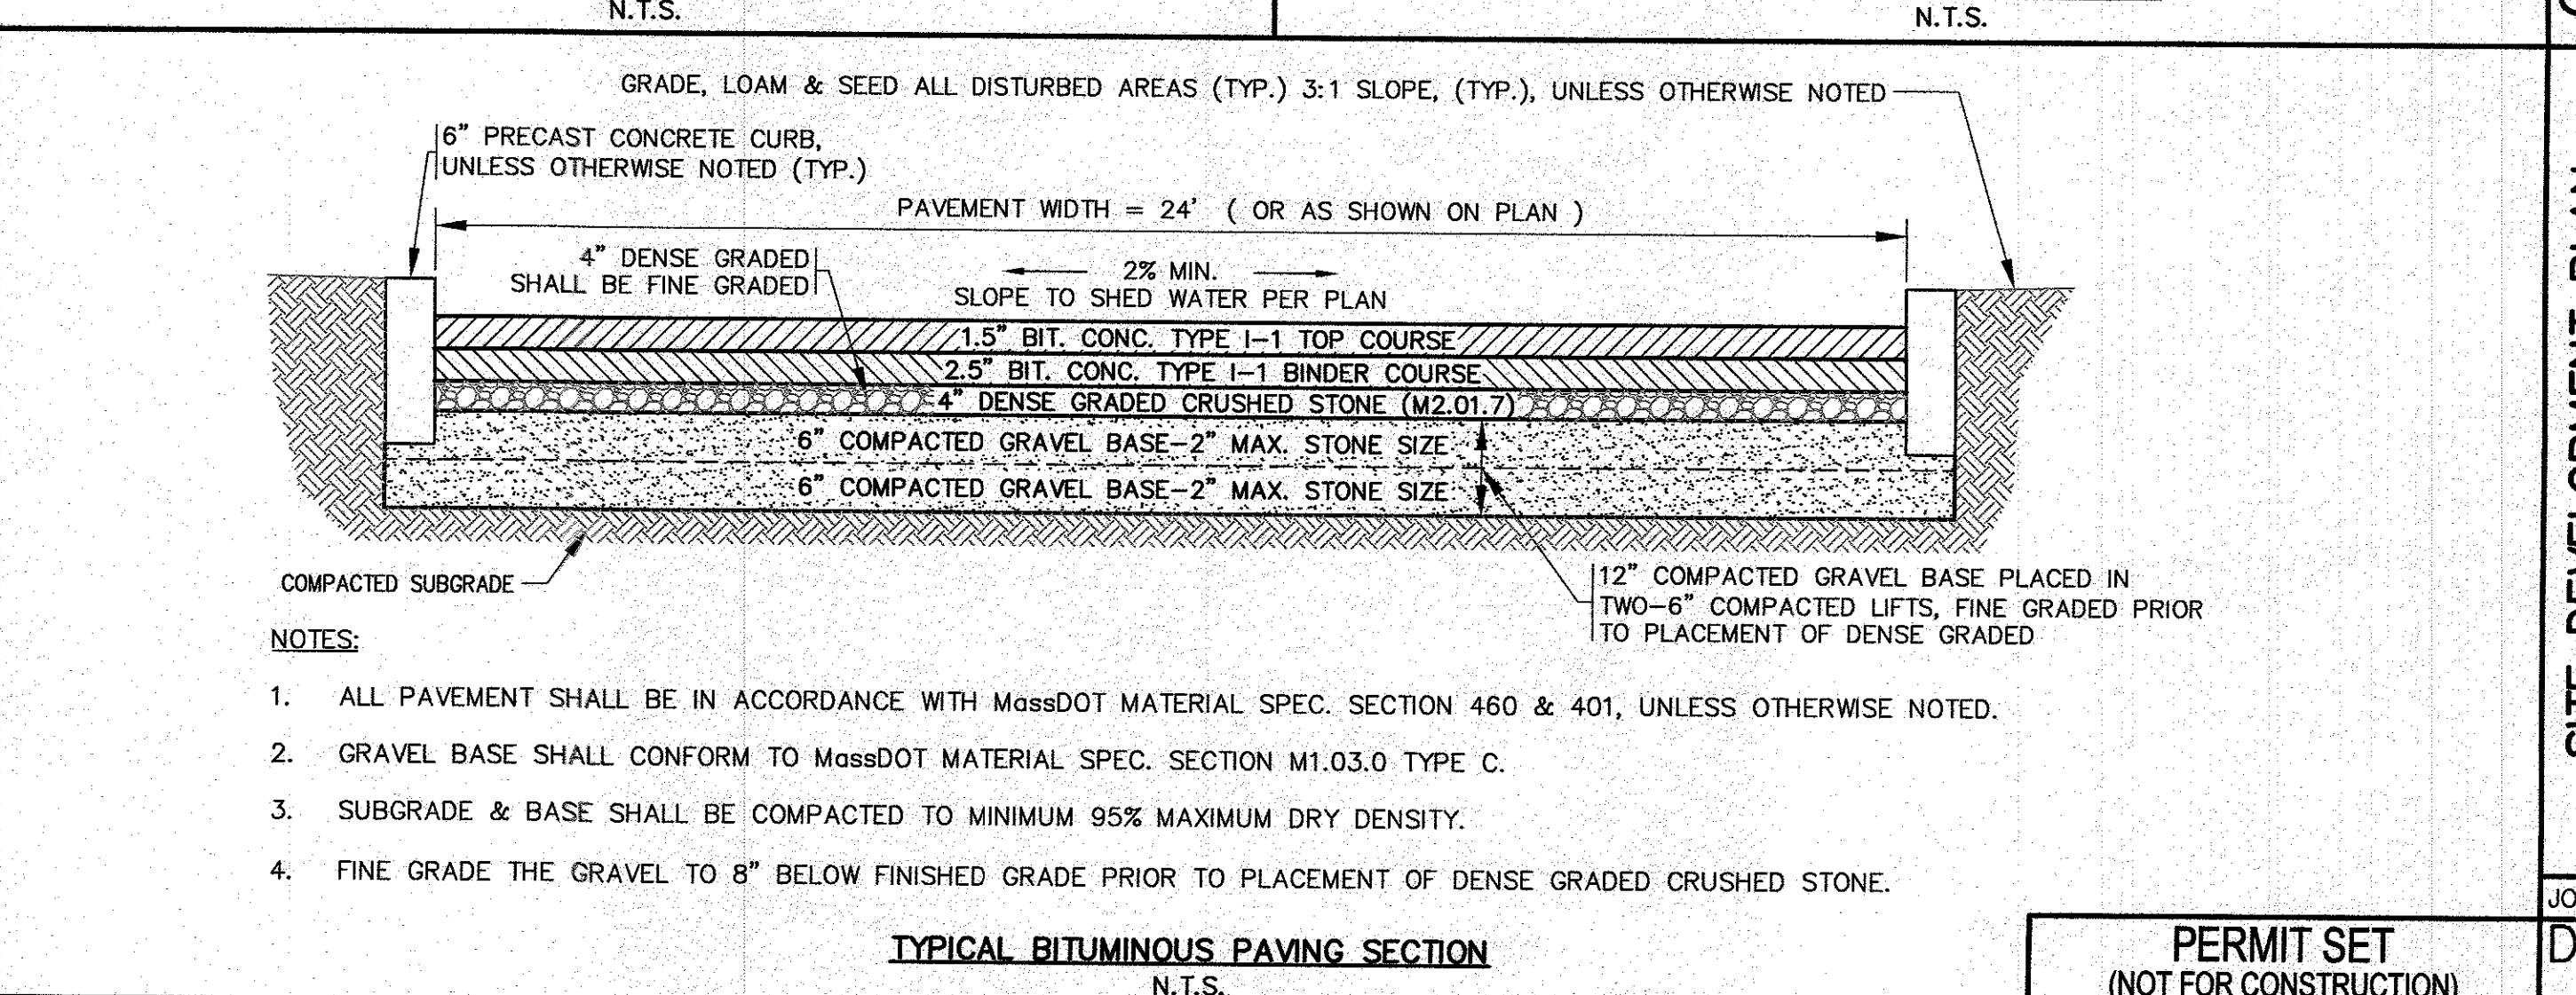 N.T.S.
N.T.S.
GRADE, LOAM & SEED ALL DISTURBED AREAS (TYP.) 3:1 SLOPE, (TYP.), UNLESS OTHERWISE NOTED
6" PRECAST CONCRETE CURB,
UNLESS OTHERWISE NOTED (TYP.)
PAVEMENT WIDTH = 24' ( OR AS SHOWN ON PLAN )
4" DENSE GRADED
SHALL BE FINE GRADED
2% MIN.
SLOPE TO SHED WATER PER PLAN
1.5" BIT. CONC. TYPE I-1 TOP COURSE
2.5" BIT. CONC. TYPE I-1 BINDER COURSE
4" DENSE GRADED CRUSHED STONE (M2.01.7)
6" COMPACTED GRAVEL BASE-2" MAX. STONE SIZE
6" COMPACTED GRAVEL BASE-2" MAX. STONE SIZE
COMPACTED SUBGRADE
12" COMPACTED GRAVEL BASE PLACED IN
TWO-6" COMPACTED LIFTS, FINE GRADED PRIOR
TO PLACEMENT OF DENSE GRADED
NOTES:
1. ALL PAVEMENT SHALL BE IN ACCORDANCE WITH MassDOT MATERIAL SPEC. SECTION 460 & 401, UNLESS OTHERWISE NOTED.
2. GRAVEL BASE SHALL CONFORM TO MassDOT MATERIAL SPEC. SECTION M1.03.0 TYPE C.
3. SUBGRADE & BASE SHALL BE COMPACTED TO MINIMUM 95% MAXIMUM DRY DENSITY.
4. FINE GRADE THE GRAVEL TO 8" BELOW FINISHED GRADE PRIOR TO PLACEMENT OF DENSE GRADED CRUSHED STONE.
TYPICAL BITUMINOUS PAVING SECTION
N.T.S.
PERMIT SET
(NOT FOR CONSTRUCTION)
JO
D